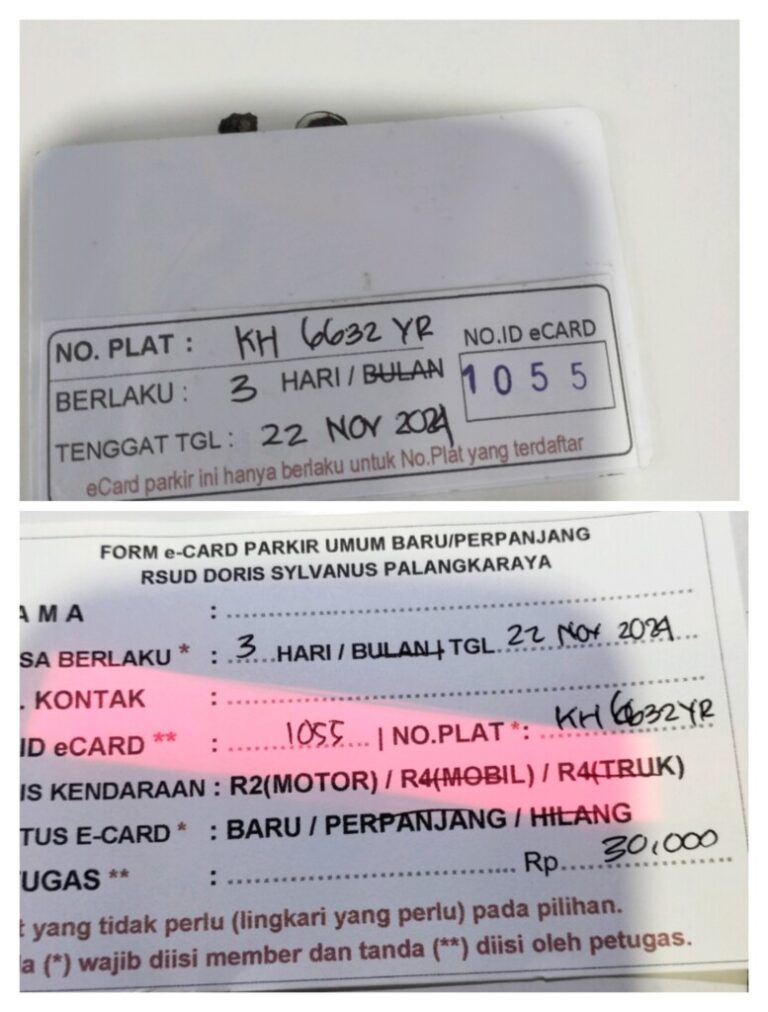 NO. PLAT : KH 6632 YR
NO.ID eCARD
BERLAKU : 3 HARI / BULAN
1055
TENGGAT TGL : 22 NOV 2024
eCard parkir ini hanya berlaku untuk No.Plat yang terdaftar
FORM e-CARD PARKIR UMUM BARU/PERPANJANG
RSUD DORIS SYLVANUS PALANGKARAYA
AMA : ....................
SA BERLAKU * : 3 HARI / BULAN | TGL. 22 Nov 2024
. KONTAK : ....................
ID eCARD ** : 1055 | NO.PLAT *: KH 6632 YR
IS KENDARAAN : R2(MOTOR) / R4(MOBIL) / R4(TRUK)
TUS E-CARD * : BARU / PERPANJANG / HILANG
UGAS ** : .................... Rp. 30,000
t yang tidak perlu (lingkari yang perlu) pada pilihan.
a (*) wajib diisi member dan tanda (**) diisi oleh petugas.